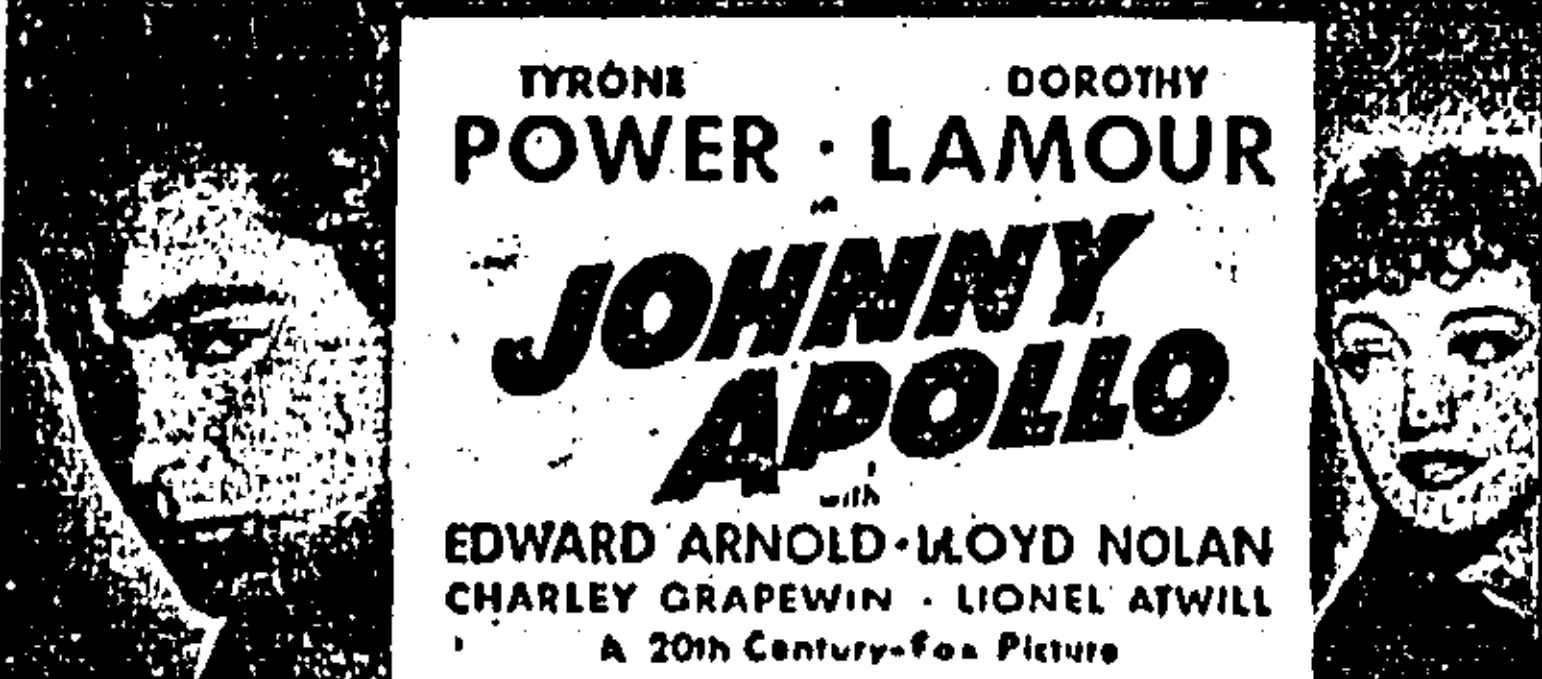 TYRONE DOROTHY
POWER · LAMOUR
in
JOHNNY
APOLLO
with
EDWARD ARNOLD · LLOYD NOLAN
CHARLEY GRAPEWIN · LIONEL ATWILL
A 20th Century-Fox Picture